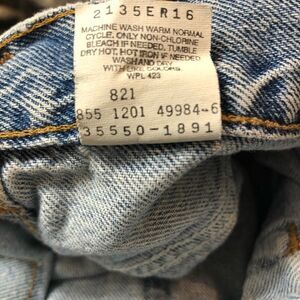 2135ER16
MACHINE WASH WARM NORMAL
CYCLE. ONLY NON-CHLORINE
BLEACH IF NEEDED. TUMBLE
DRY HOT. HOT IRON IF NEEDED
WASH AND DRY
WITH LIKE COLORS.
WPL 423
821
855 1201 49984-6
35550-1891